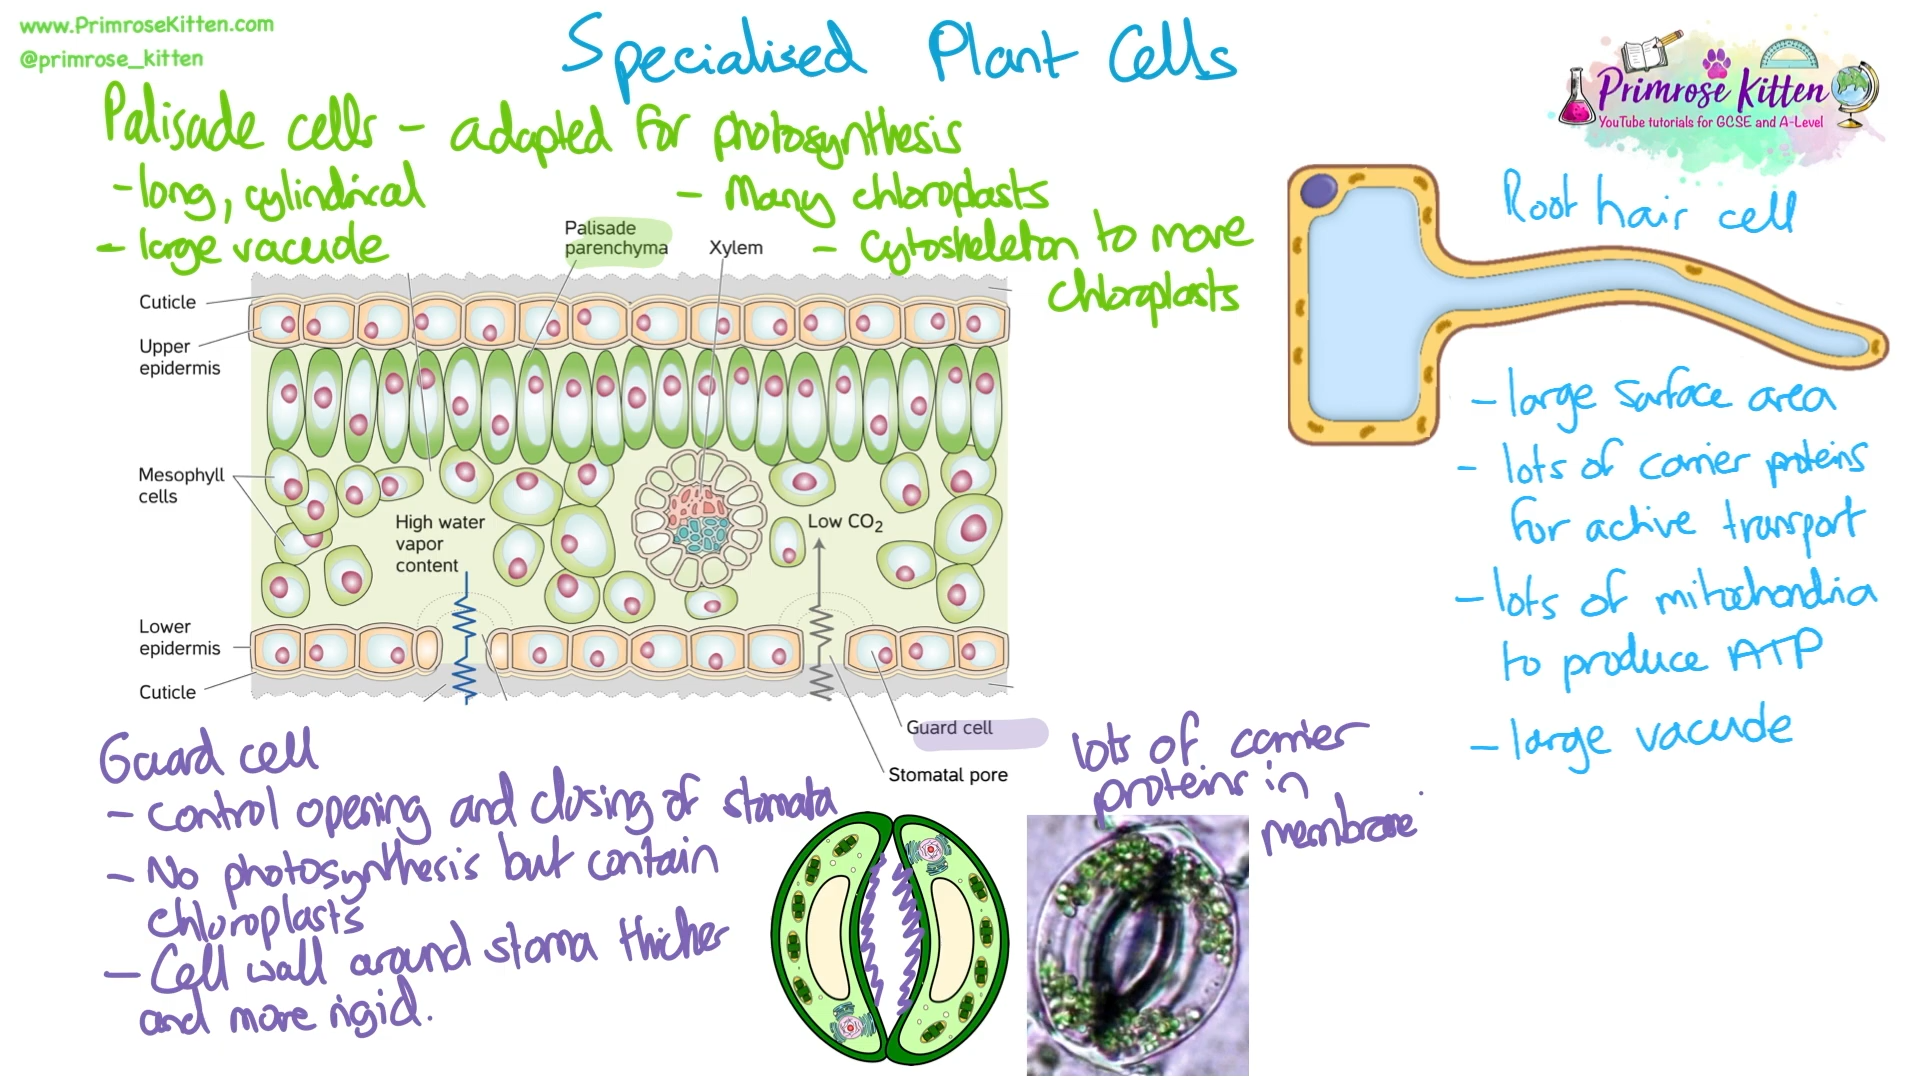 www.PrimroseKitten.com
@primrose_kitten
Specialised Plant Cells
Primrose Kitten
YouTube tutorials for GCSE and A-Level
Palisade cells - adapted for photosynthesis
- long, cylindrical
- large vacuole
- Many chloroplasts
- Cytoskeleton to move
chloroplasts
Palisade
parenchyma
Xylem
Cuticle
Upper
epidermis
Mesophyll
cells
High water
vapor
content
Low CO2
Lower
epidermis
Cuticle
Guard cell
Stomatal pore
Root hair cell
- large surface area
- lots of carrier proteins
for active transport
- lots of mitochondria
to produce ATP
- large vacuole
Guard cell
- control opening and closing of stomata
- No photosynthesis but contain
chloroplasts
- Cell wall around stoma thicker
and more rigid.
lots of carrier
proteins in
membrane